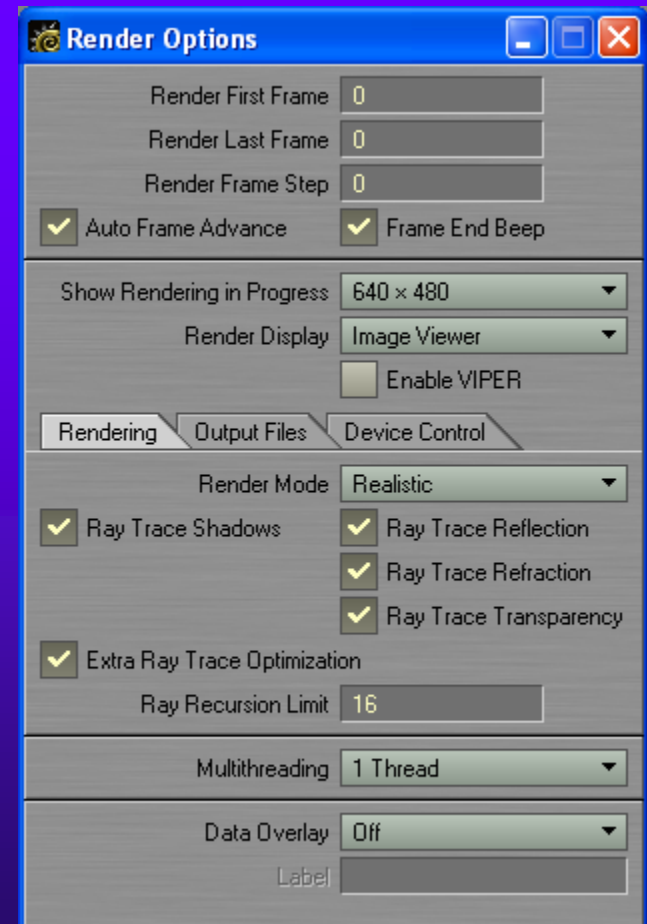 Render Options
Render First Frame 0
Render Last Frame 0
Render Frame Step 0
Auto Frame Advance Frame End Beep
Show Rendering in Progress 640 × 480
Render Display Image Viewer
Enable VIPER
Rendering Output Files Device Control
Render Mode Realistic
Ray Trace Shadows Ray Trace Reflection
Ray Trace Refraction
Ray Trace Transparency
Extra Ray Trace Optimization
Ray Recursion Limit 16
Multithreading 1 Thread
Data Overlay Off
Label